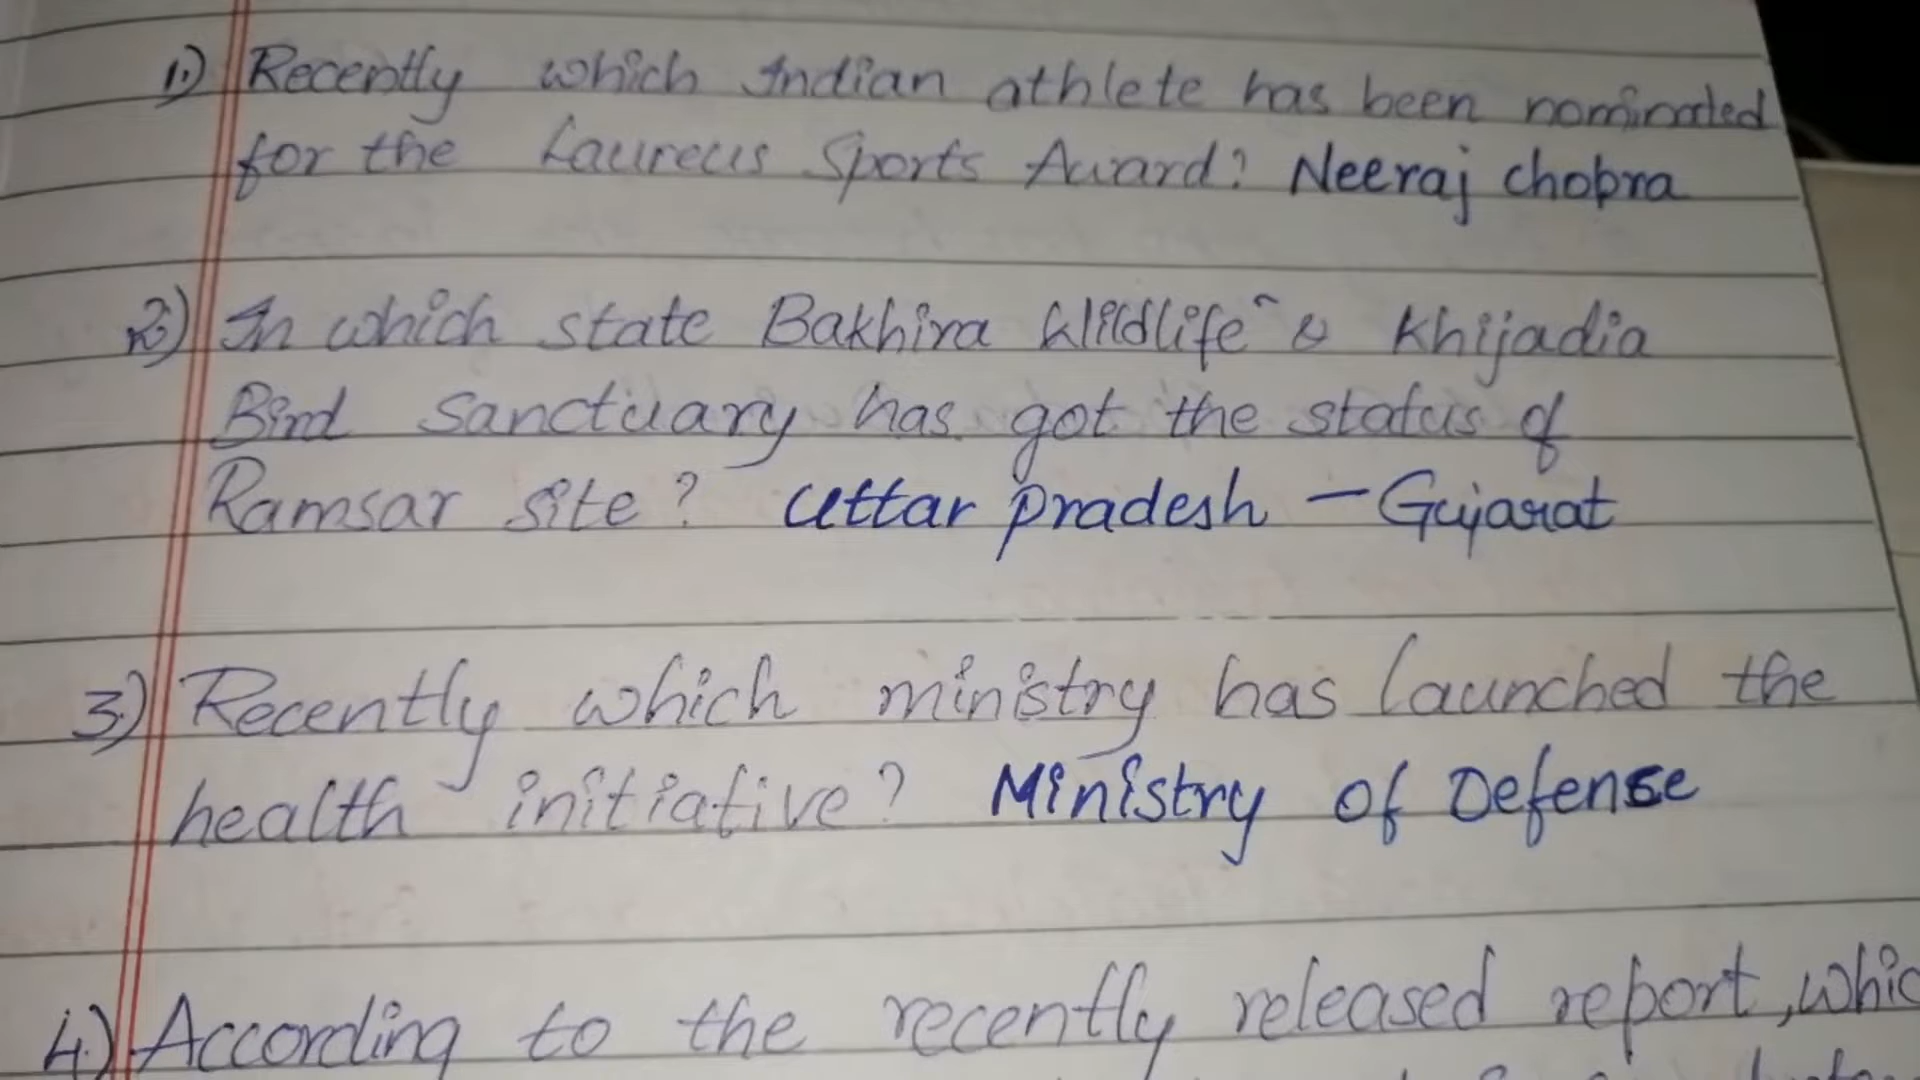 1.) Recently which Indian athlete has been nominated
for the Laureus Sports Award? Neeraj chopra
2.) In which state Bakhira Wildlife & Khijadia
Bird Sanctuary has got the status of
Ramsar site? Uttar pradesh - Gujarat
3.) Recently which ministry has launched the
health initiative? Ministry of Defense
4.) According to the recently released report, whic